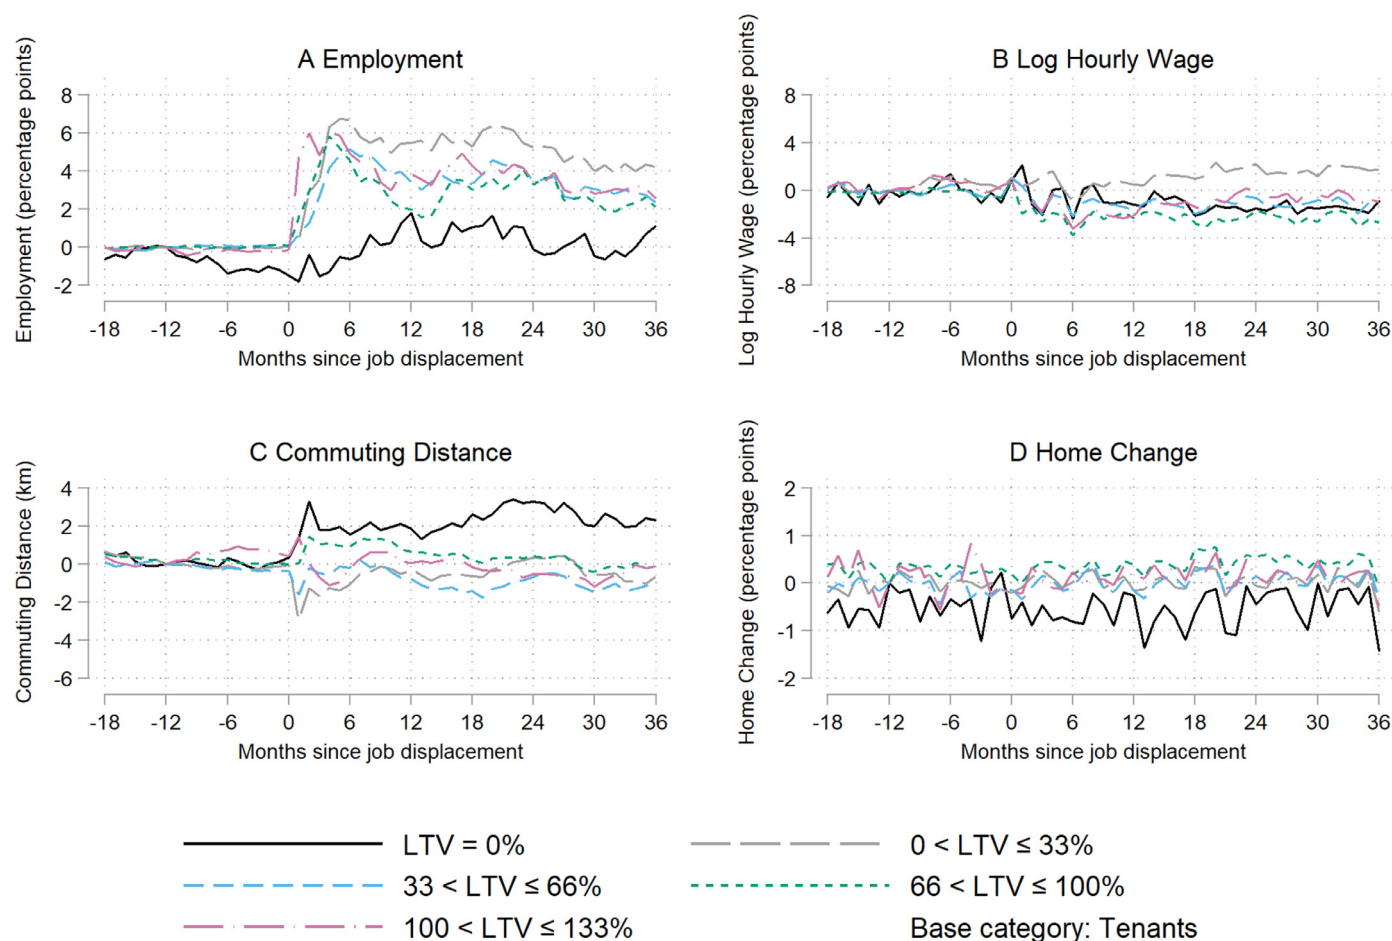 A Employment
Employment (percentage points)
8
6
4
2
0
-2
-18 -12 -6 0 6 12 18 24 30 36
Months since job displacement
B Log Hourly Wage
Log Hourly Wage (percentage points)
8
4
0
-4
-8
-18 -12 -6 0 6 12 18 24 30 36
Months since job displacement
C Commuting Distance
Commuting Distance (km)
4
2
0
-2
-4
-6
-18 -12 -6 0 6 12 18 24 30 36
Months since job displacement
D Home Change
Home Change (percentage points)
2
1
0
-1
-2
-18 -12 -6 0 6 12 18 24 30 36
Months since job displacement
LTV = 0%
0 < LTV ≤ 33%
33 < LTV ≤ 66%
66 < LTV ≤ 100%
100 < LTV ≤ 133%
Base category: Tenants